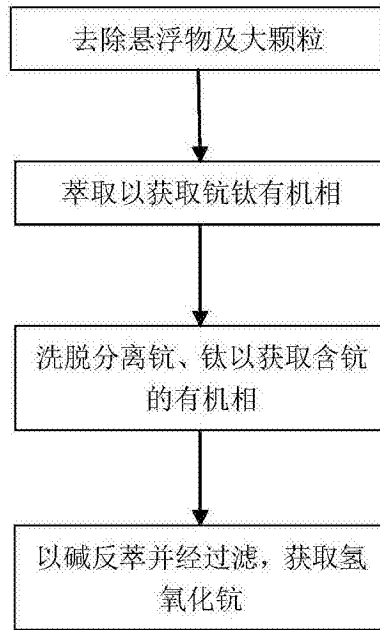 去除悬浮物及大颗粒
萃取以获取钪钛有机相
洗脱分离钪、钛以获取含钪
的有机相
以碱反萃并经过滤，获取氢
氧化钪